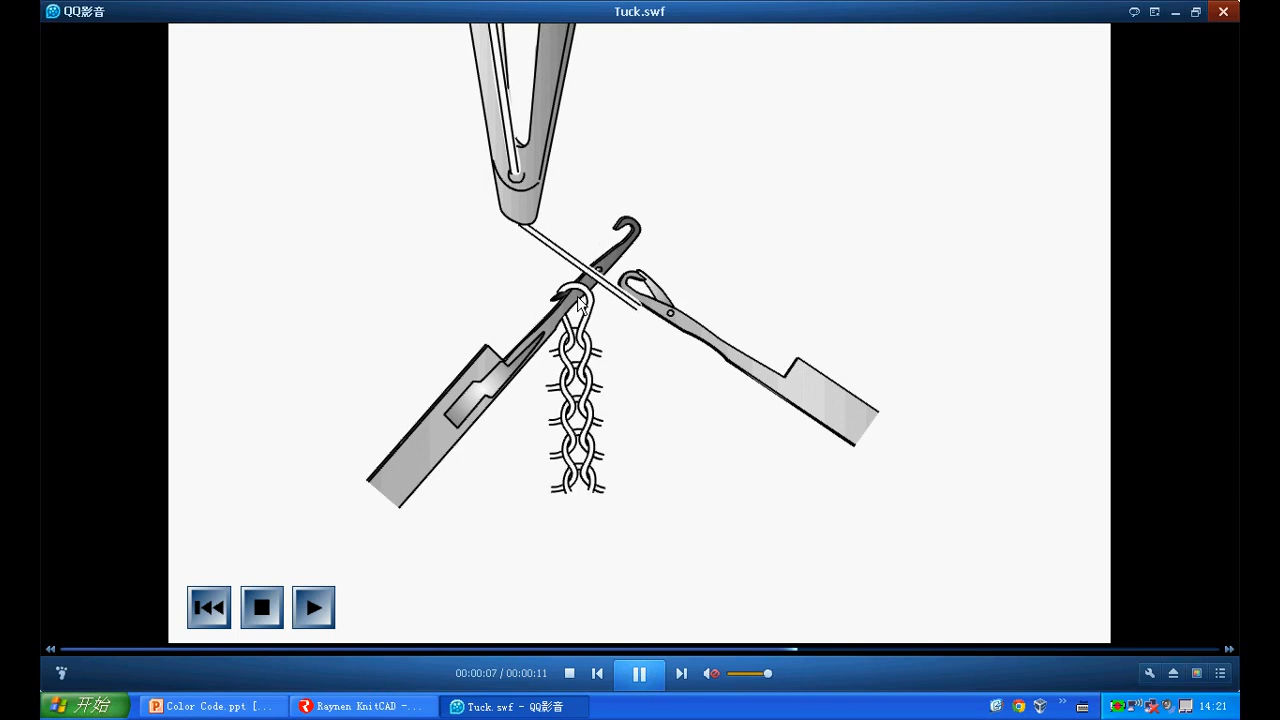 QQ影音
Tuck.swf
00:00:07 / 00:00:11
开始
Color Code.ppt [...
Raynen KnitCAD -...
Tuck.swf - QQ影音
14:21